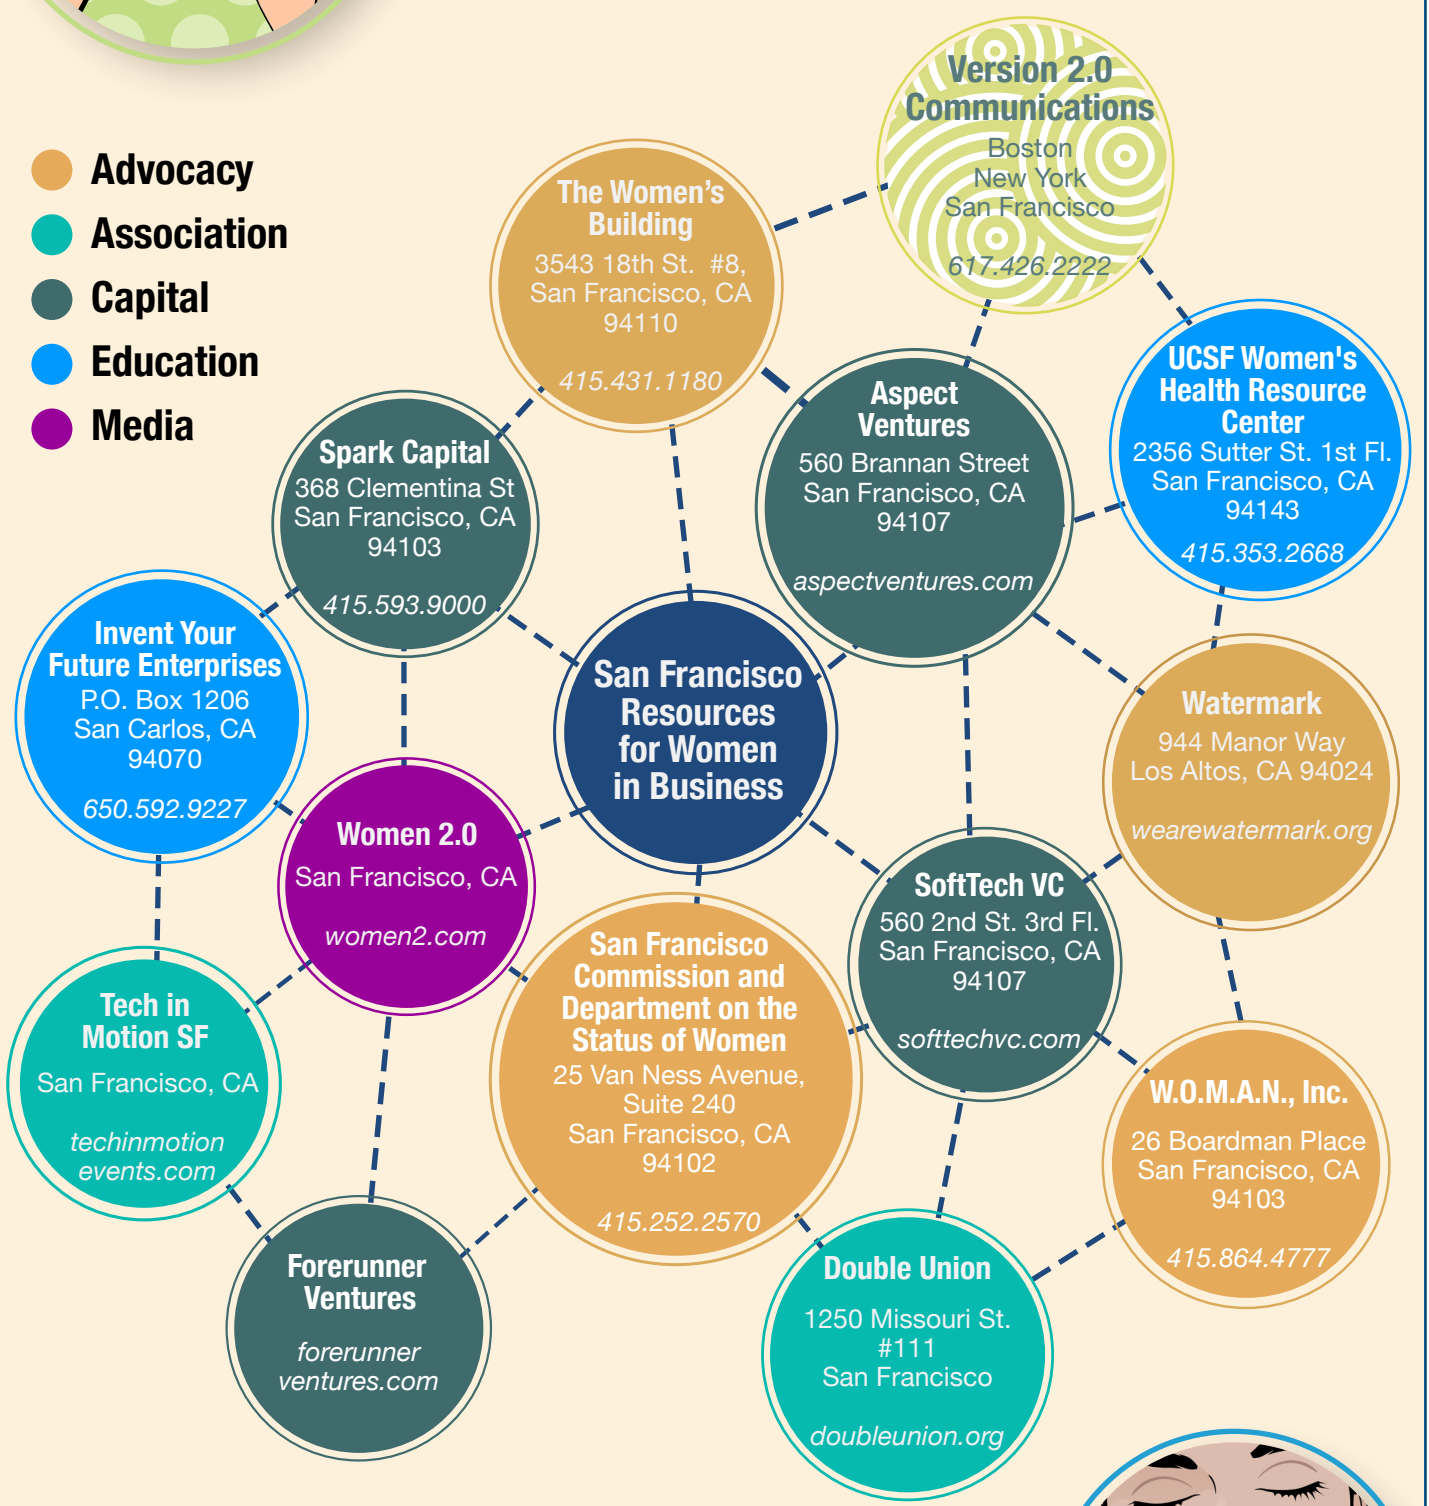 Advocacy
Association
Capital
Education
Media
Version 2.0
Communications
Boston
New York
San Francisco
617.426.2222
The Women's
Building
3543 18th St. #8,
San Francisco, CA
94110
415.431.1180
UCSF Women's
Health Resource
Center
2356 Sutter St. 1st Fl.
San Francisco, CA
94143
415.353.2668
Aspect
Ventures
560 Brannan Street
San Francisco, CA
94107
aspectventures.com
Spark Capital
368 Clementina St
San Francisco, CA
94103
415.593.9000
Invent Your
Future Enterprises
P.O. Box 1206
San Carlos, CA
94070
650.592.9227
San Francisco
Resources
for Women
in Business
Watermark
944 Manor Way
Los Altos, CA 94024
wearewatermark.org
Women 2.0
San Francisco, CA
women2.com
SoftTech VC
560 2nd St. 3rd Fl.
San Francisco, CA
94107
softtechvc.com
San Francisco
Commission and
Department on the
Status of Women
25 Van Ness Avenue,
Suite 240
San Francisco, CA
94102
415.252.2570
Tech in
Motion SF
San Francisco, CA
techinmotion
events.com
W.O.M.A.N., Inc.
26 Boardman Place
San Francisco, CA
94103
415.864.4777
Forerunner
Ventures
forerunner
ventures.com
Double Union
1250 Missouri St.
#111
San Francisco
doubleunion.org